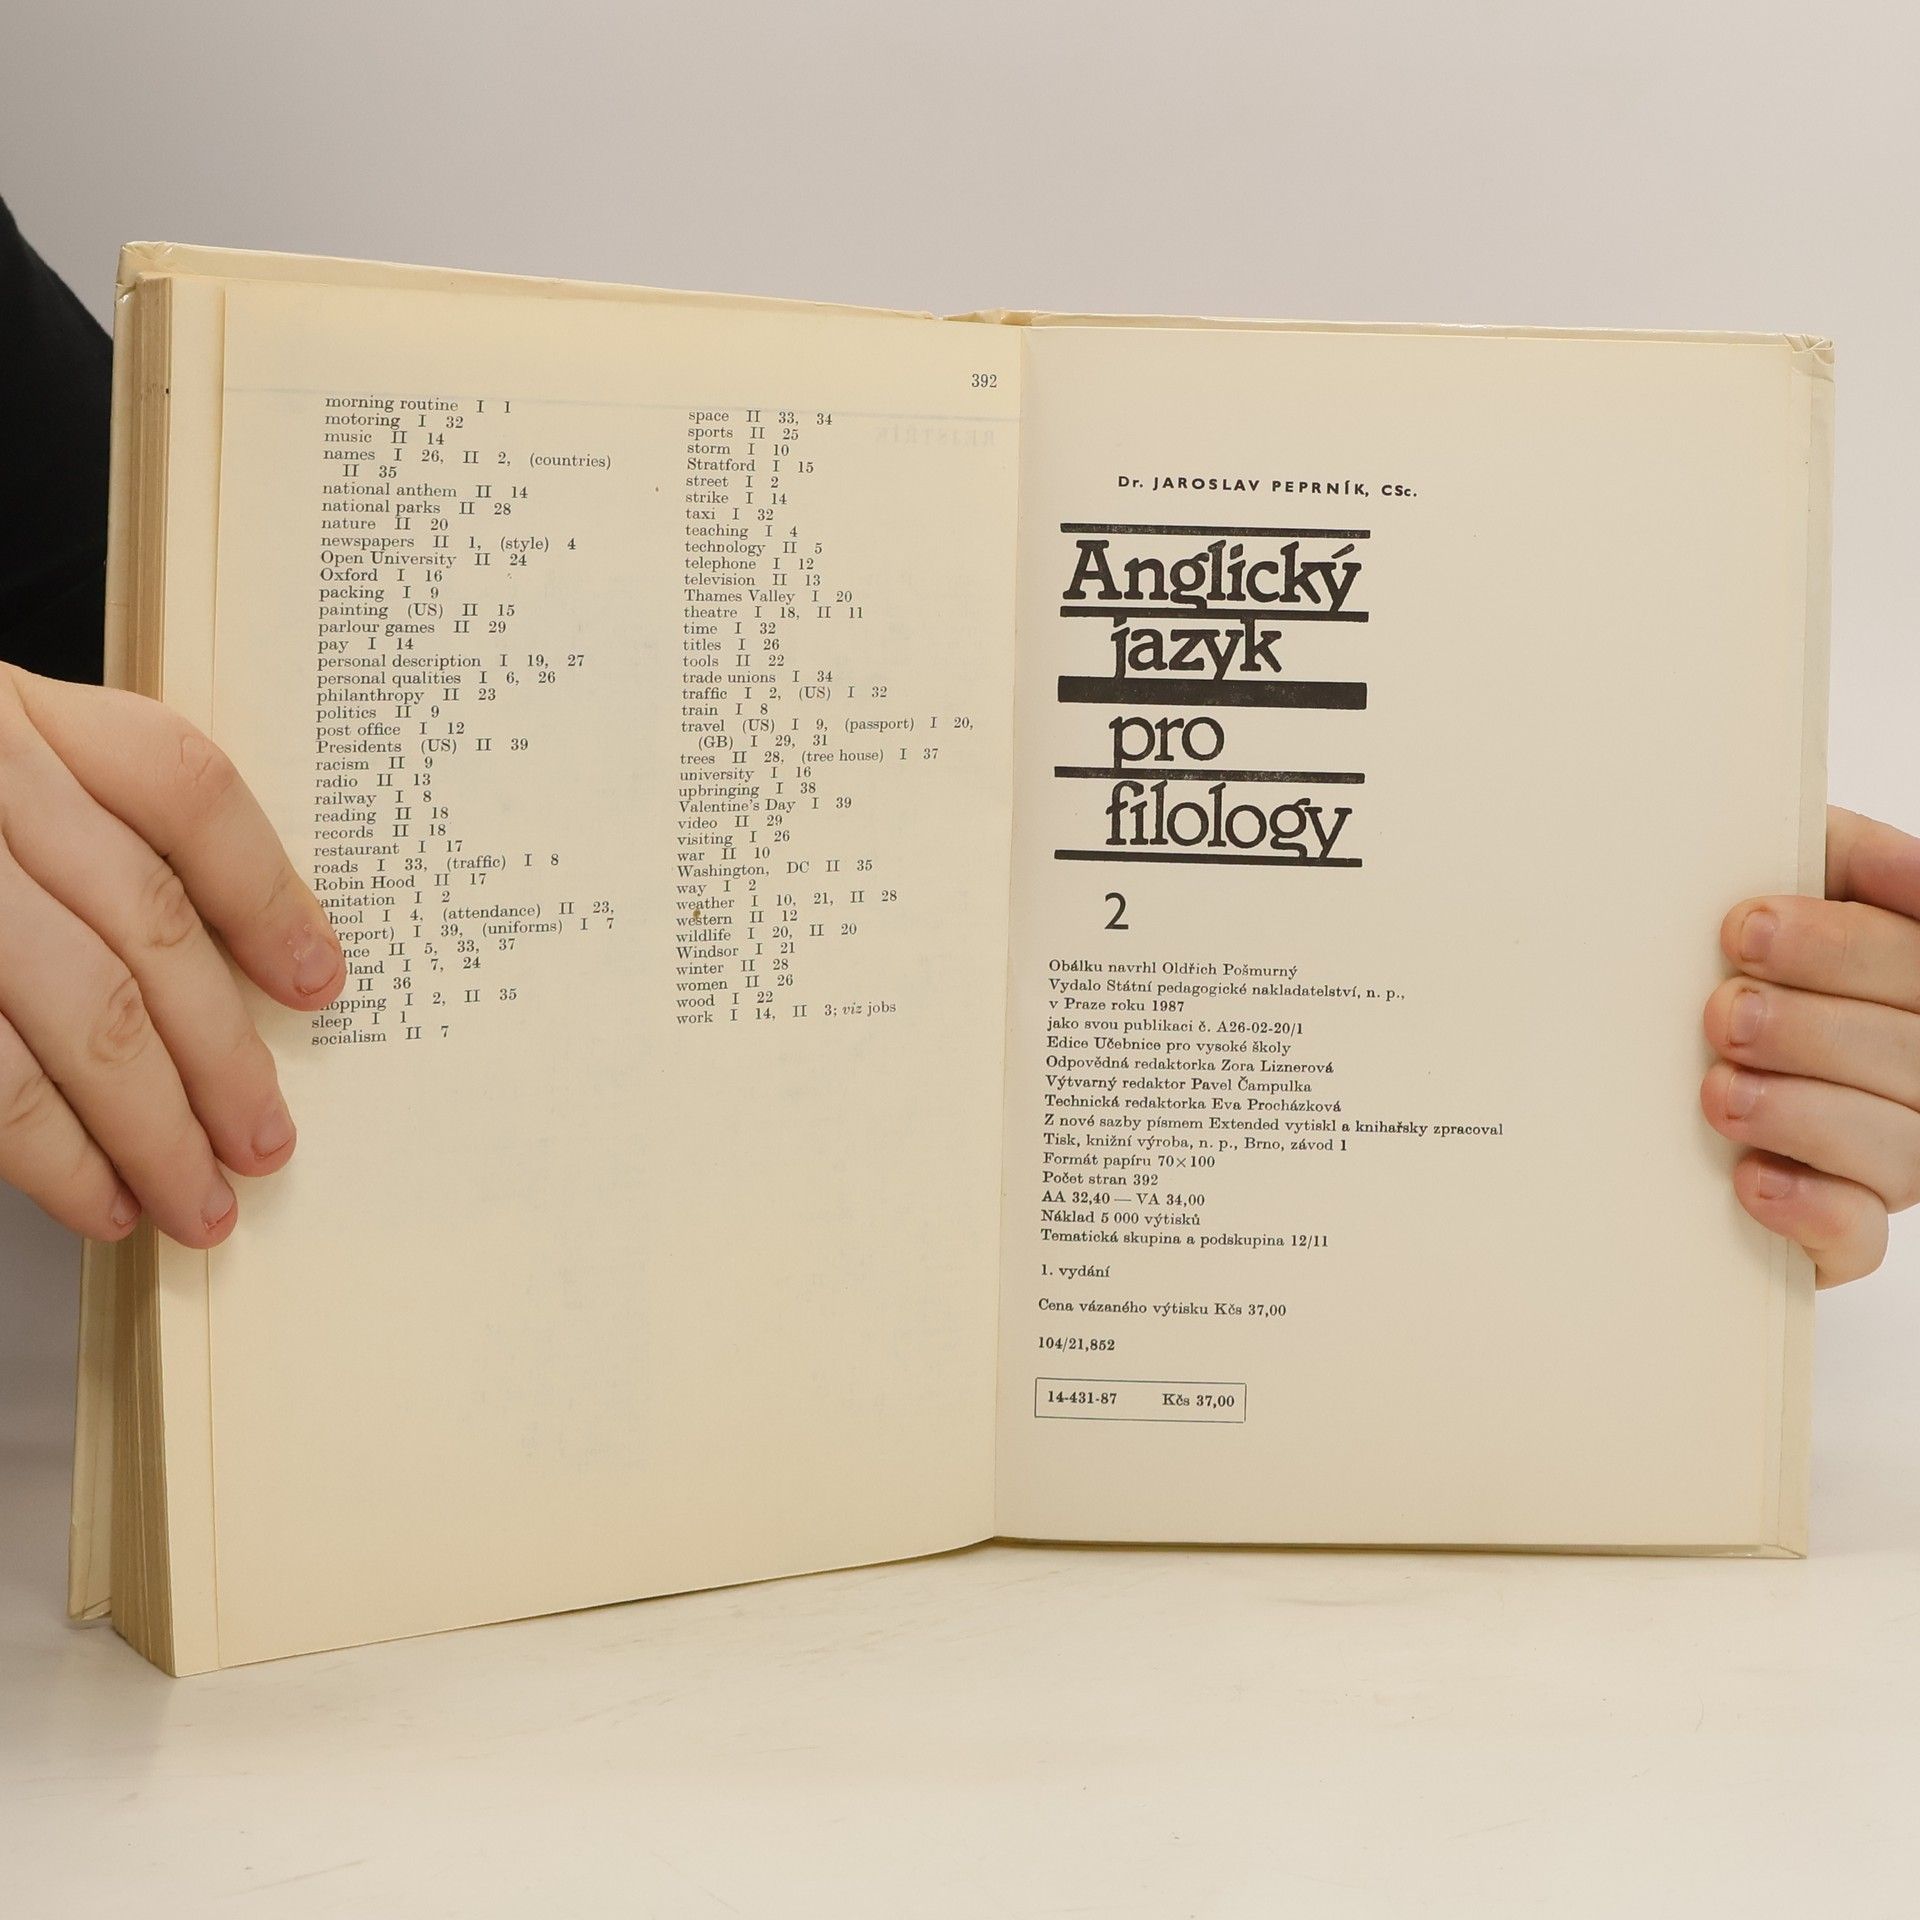 392
morning routine I 1
motoring I 32
music II 14
names I 26, II 2, (countries)
II 35
national anthem II 14
national parks II 28
nature II 20
newspapers II 1, (style) 4
Open University II 24
Oxford I 16
packing I 9
painting (US) II 15
parlour games II 29
pay I 14
personal description I 19, 27
personal qualities I 6, 26
philanthropy II 23
politics II 9
post office I 12
Presidents (US) II 39
racism II 9
radio II 13
railway I 8
reading II 18
records II 18
restaurant I 17
roads I 33, (traffic) I 8
Robin Hood II 17
anitation I 2
hool I 4, (attendance) II 23,
(report) I 39, (uniforms) I 7
nce II 5, 33, 37
land I 7, 24
II 36
hopping I 2, II 35
sleep I 1
socialism II 7
space II 33, 34
sports II 25
storm I 10
Stratford I 15
street I 2
strike I 14
taxi I 32
teaching I 4
technology II 5
telephone I 12
television II 13
Thames Valley I 20
theatre I 18, II 11
time I 32
titles I 26
tools II 22
trade unions I 34
traffic I 2, (US) I 32
train I 8
travel (US) I 9, (passport) I 20,
(GB) I 29, 31
trees II 28, (tree house) I 37
university I 16
upbringing I 38
Valentine's Day I 39
video II 29
visiting I 26
war II 10
Washington, DC II 35
way I 2
weather I 10, 21, II 28
western II 12
wildlife I 20, II 20
Windsor I 21
winter II 28
women II 26
wood I 22
work I 14, II 3; viz jobs
Dr. JAROSLAV PEPRNÍK, CSc.
Anglický
jazyk
pro
filology
2
Obálku navrhl Oldřich Pošmurný
Vydalo Státní pedagogické nakladatelství, n. p.,
v Praze roku 1987
jako svou publikaci č. A26-02-20/1
Edice Učebnice pro vysoké školy
Odpovědná redaktorka Zora Liznerová
Výtvarný redaktor Pavel Čampulka
Technická redaktorka Eva Procházková
Z nové sazby písmem Extended vytiskl a knihařsky zpracoval
Tisk, knižní výroba, n. p., Brno, závod 1
Formát papíru 70×100
Počet stran 392
AA 32,40 — VA 34,00
Náklad 5 000 výtisků
Tematická skupina a podskupina 12/11
1. vydání
Cena vázaného výtisku Kčs 37,00
104/21,852
14-431-87 Kčs 37,00